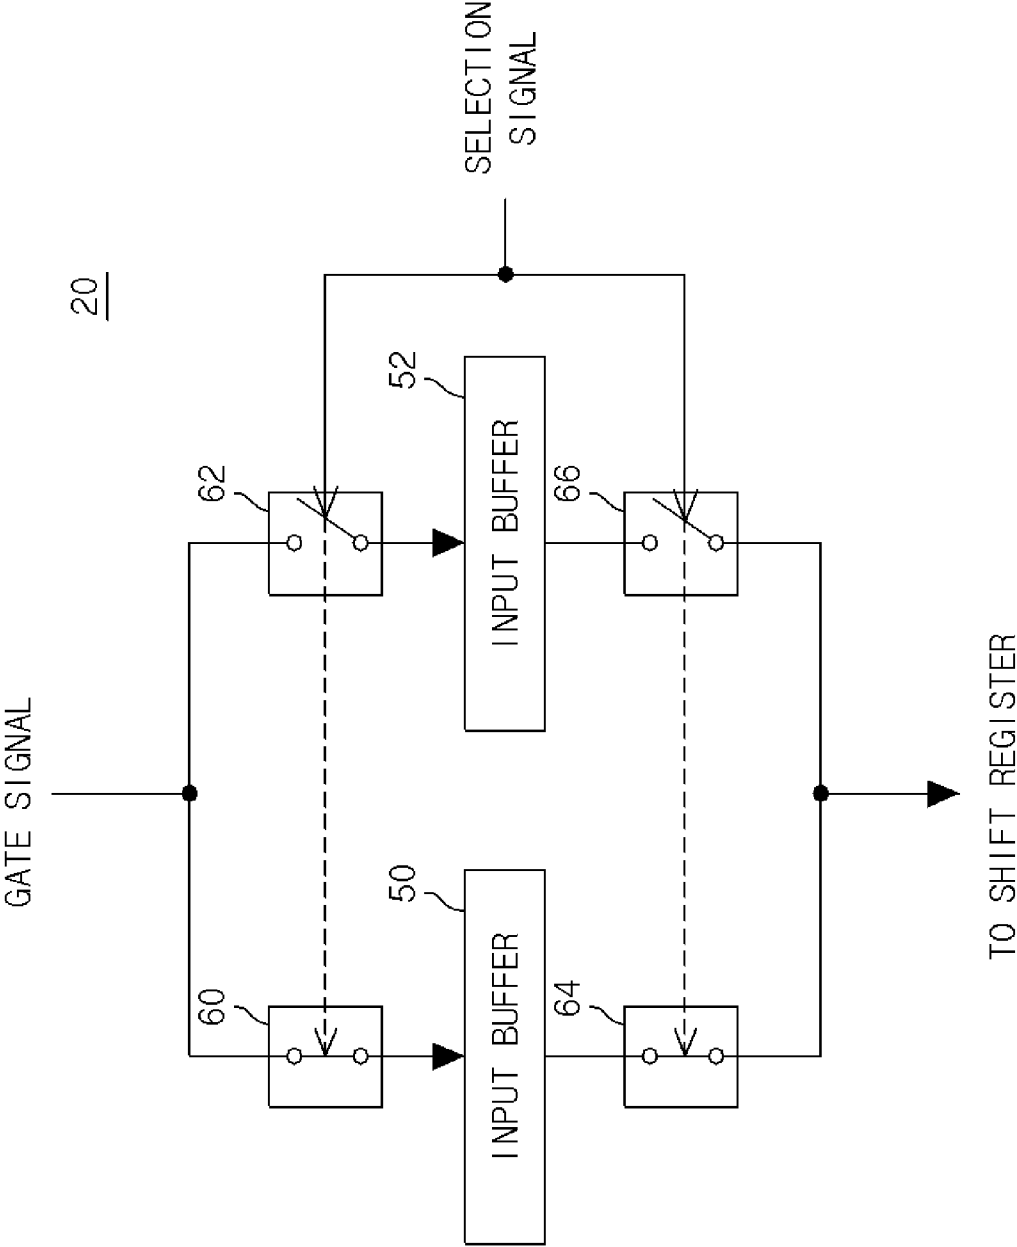 20
GATE SIGNAL
SELECTION
SIGNAL
60
62
50
INPUT BUFFER
52
INPUT BUFFER
64
66
TO SHIFT REGISTER